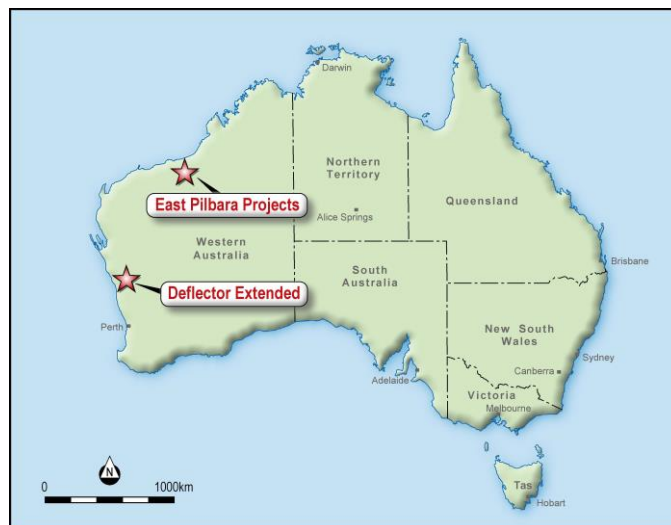 Darwin
Northern
Territory
East Pilbara Projects
Queensland
Alice Springs
Western
Australia
South
Australia
Brisbane
Deflector Extended
Perth
New South
Wales
Sydney
Canberra
Adelaide
Victoria
Melbourne
N
0 1000km
Tas
Hobart